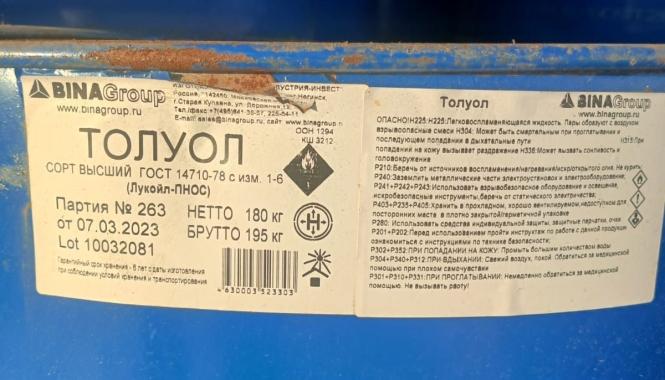 BINAGroup
www.binagroup.ru
ДУСТРИЯ-ИНВЕСТ
Россия, 142450, Московская Ногинск,
г.Старая Купавна, ул. Дорожная
Тел./факс
E-mail: sales@binagroup.ru, www.binagroup.ru
ООН 1294
КШ 3212
ТОЛУОЛ
СОРТ ВЫСШИЙ ГОСТ 14710-78 с изм. 1-6
(Лукойл-ПНОС)
Партия № 263
от 07.03.2023
Lot 10032081
НЕТТО 180 кг
БРУТТО 195 кг
Гарантийный срок хранения - 5 лет с даты изготовления
при соблюдении условий хранения и транспортирования
4630003523303
Толуол
BINAGroup
www.binagroup.ru
ОПАСНО!Н225:Н225:Легковоспламеняющаяся жидкость. Пары образуют с воздухом
взрывоопасные смеси Н304: Может быть смертельным при проглатывании и
последующем попадании в дыхательные пути Н315:При
попадании на кожу вызывает раздражение Н336:Может вызвать сонливость и
головокружение
Р210:Беречь от источников воспламенения/нагревания/искр/открытого огня. Не курить;
Р240:Заземлить металлические части электроустановок и электрооборудования;
Р241+Р242+Р243:Использовать взрывобезопасное оборудование и освещение,
искробезопасные инструменты, беречь от статического электричества;
Р403+Р235+Р405:Хранить в прохладном, хорошо вентилируемом, недоступном для
посторонних месте в плотно закрытой/герметичной упаковке
Р280: Использовать средства индивидуальной защиты, защитные перчатки, очки
Р201+Р202:Перед использованием пройти инструктаж по работе с данной продукцией
ознакомиться с инструкциями по технике безопасности;
Р302+Р352:ПРИ ПОПАДАНИИ НА КОЖУ: Промыть большим количеством воды
Р304+Р340+Р312:ПРИ ВДЫХАНИИ: Свежий воздух, покой. Обратиться за медицинской
помощью при плохом самочувствии
Р301+Р310+Р331:ПРИ ПРОГЛАТЫВАНИИ: Немедленно обратиться за медицинской
помощью. Не вызывать рвоту!